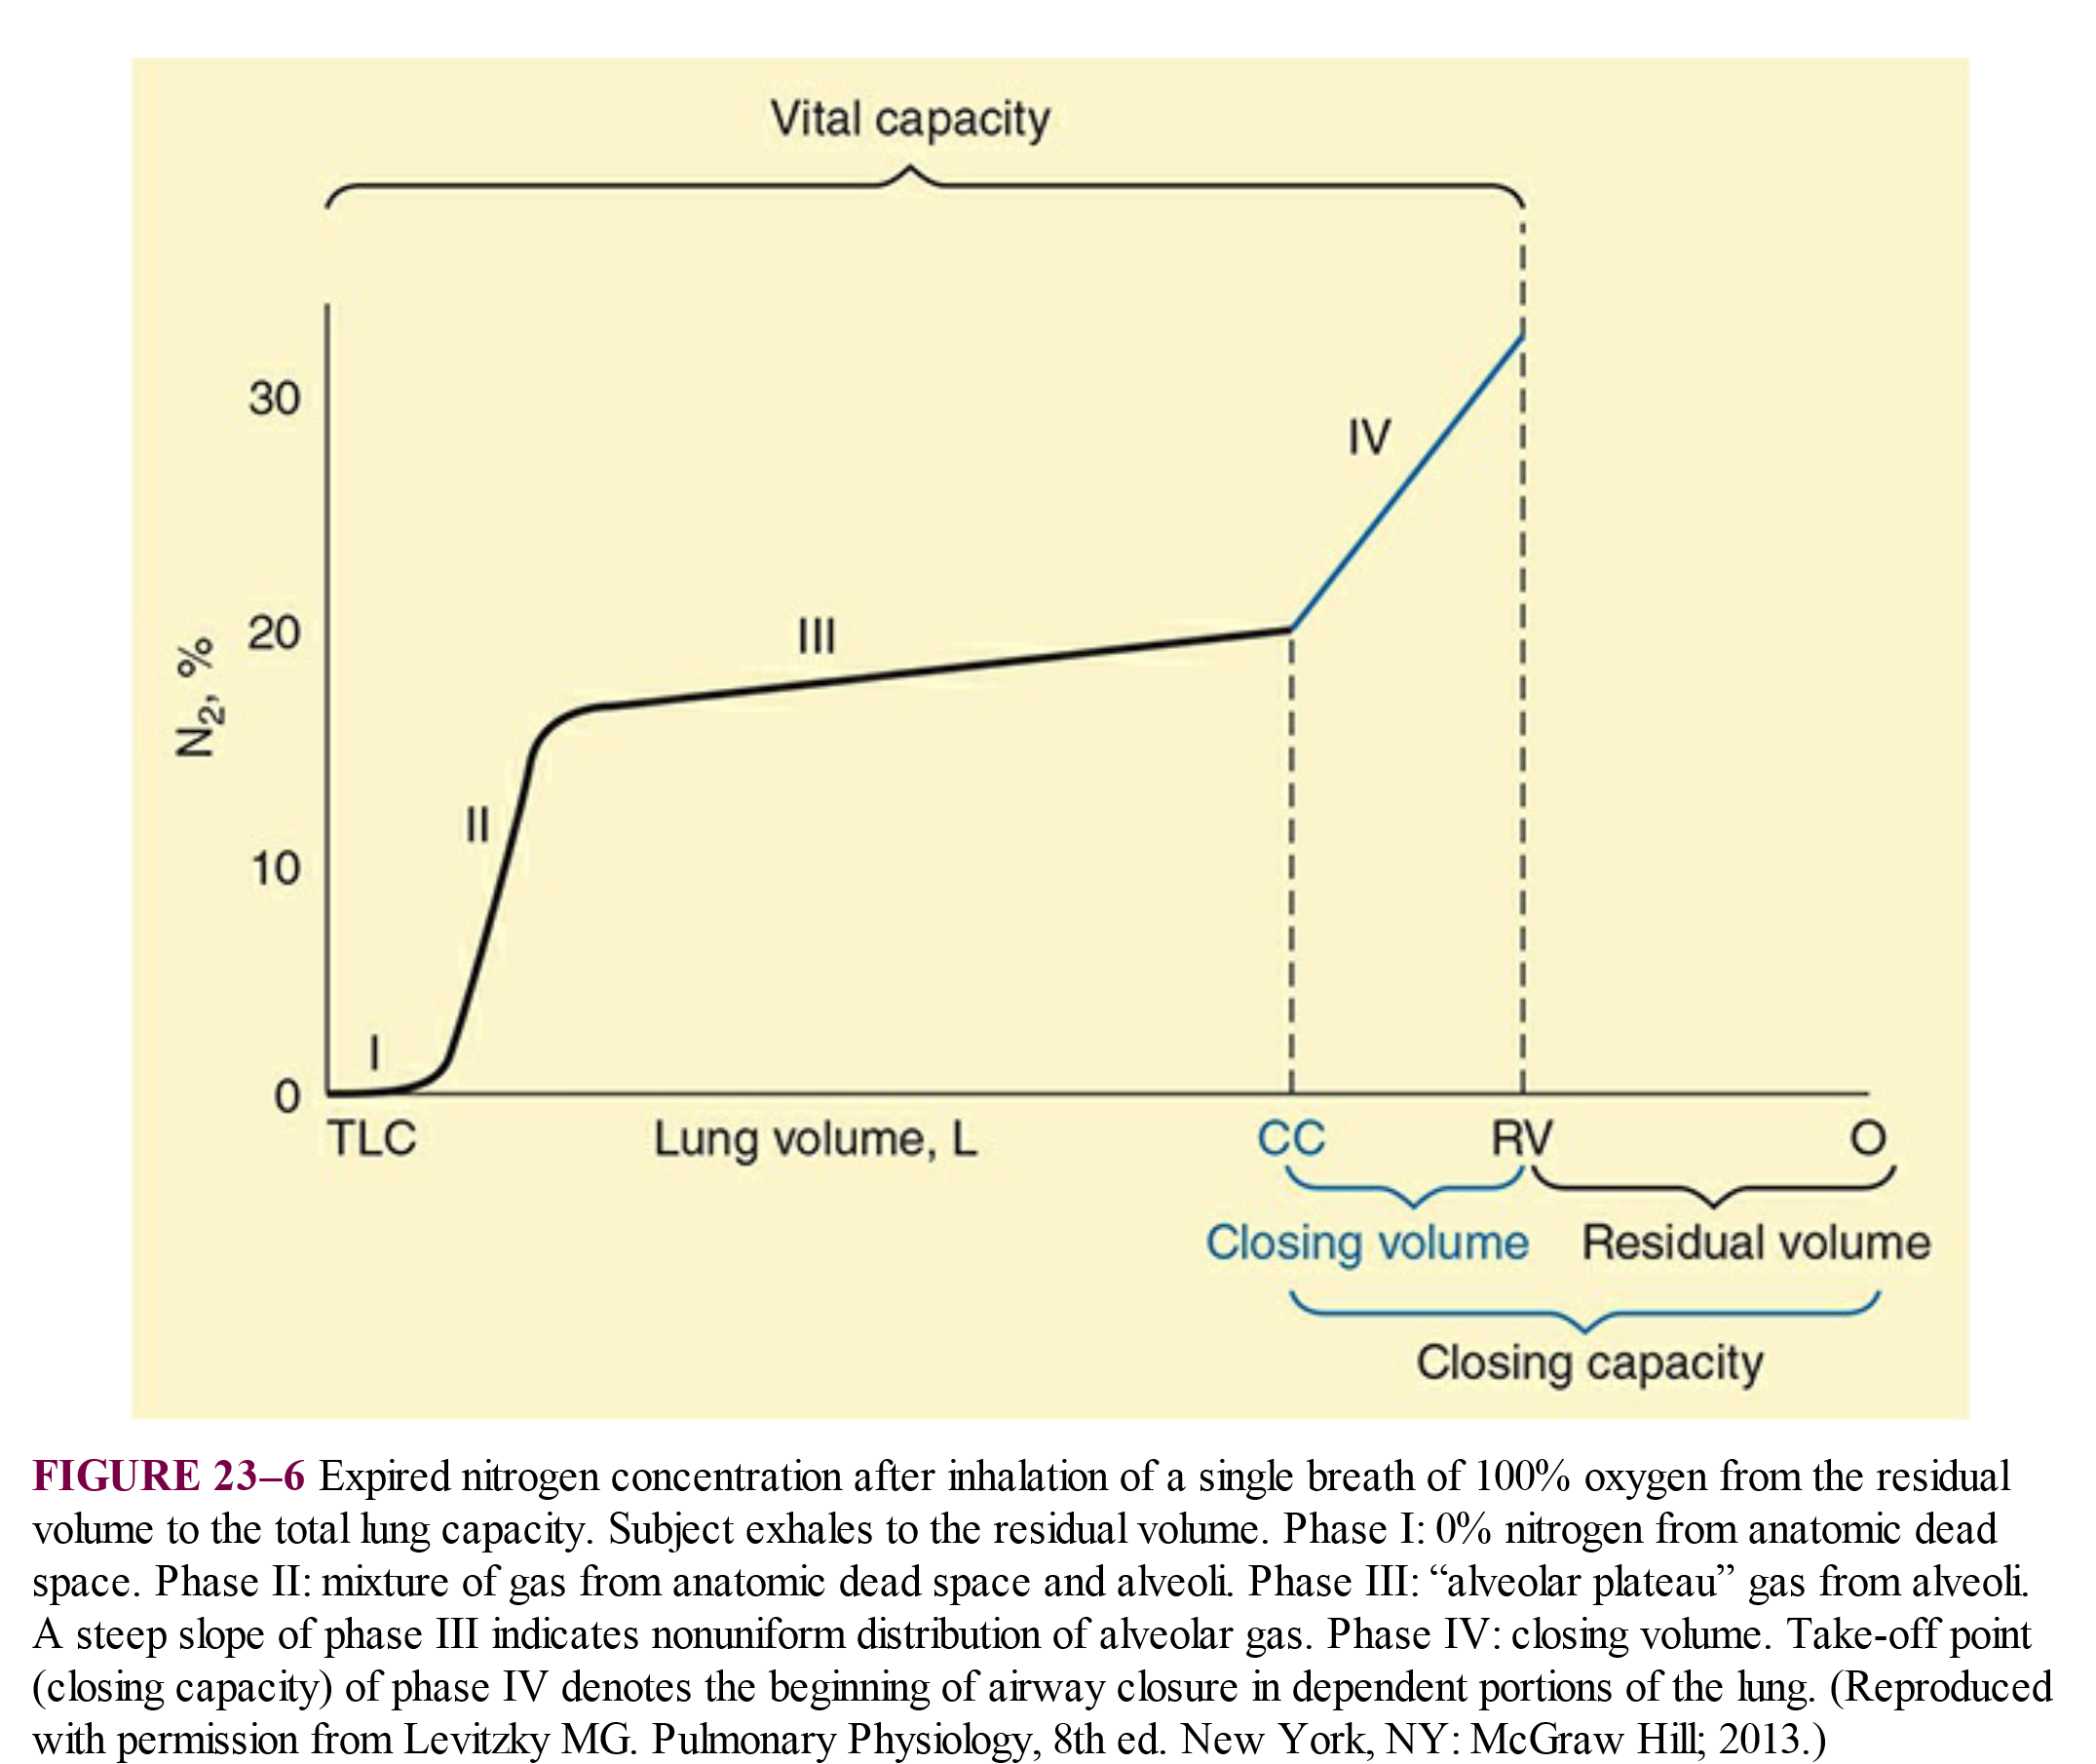 Vital capacity
30
IV
20
III
N2, %
II
10
I
0
TLC
Lung volume, L
CC
RV
O
Closing volume
Residual volume
Closing capacity
FIGURE 23–6 Expired nitrogen concentration after inhalation of a single breath of 100% oxygen from the residual
volume to the total lung capacity. Subject exhales to the residual volume. Phase I: 0% nitrogen from anatomic dead
space. Phase II: mixture of gas from anatomic dead space and alveoli. Phase III: “alveolar plateau” gas from alveoli.
A steep slope of phase III indicates nonuniform distribution of alveolar gas. Phase IV: closing volume. Take-off point
(closing capacity) of phase IV denotes the beginning of airway closure in dependent portions of the lung. (Reproduced
with permission from Levitzky MG. Pulmonary Physiology, 8th ed. New York, NY: McGraw Hill; 2013.)